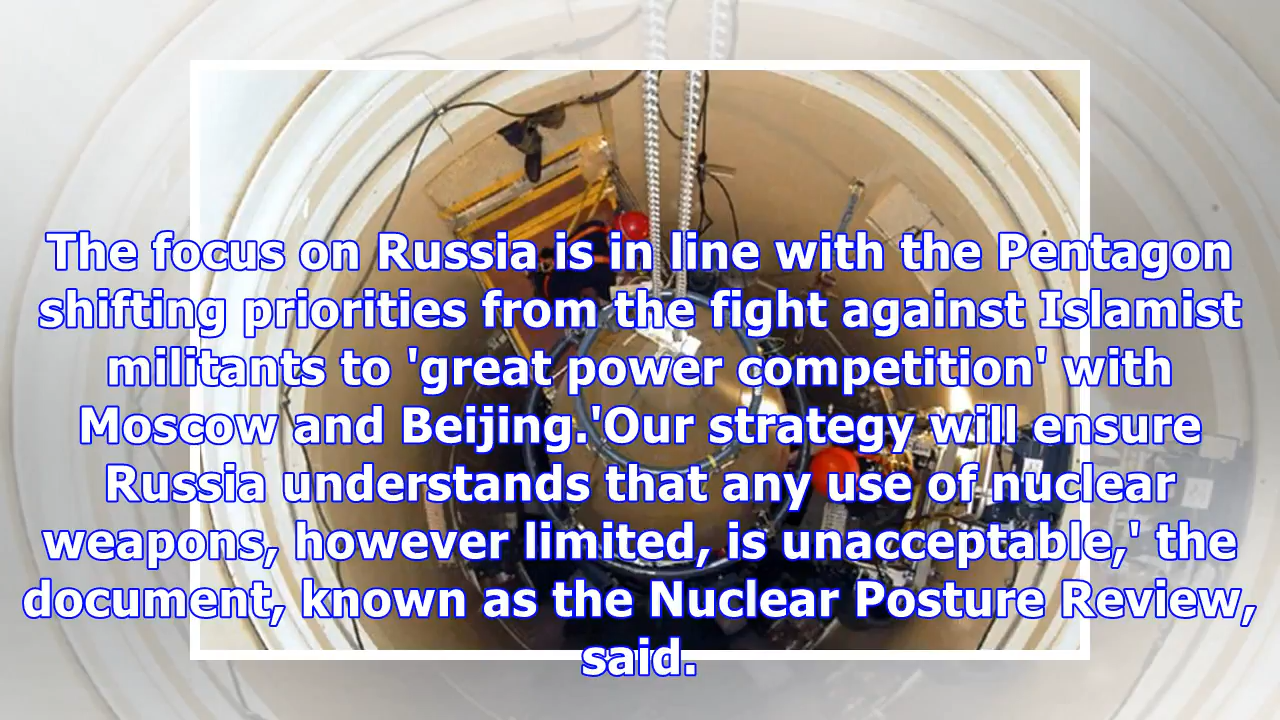 The focus on Russia is in line with the Pentagon
shifting priorities from the fight against Islamist
militants to 'great power competition' with
Moscow and Beijing.'Our strategy will ensure
Russia understands that any use of nuclear
weapons, however limited, is unacceptable,' the
document, known as the Nuclear Posture Review,
said.